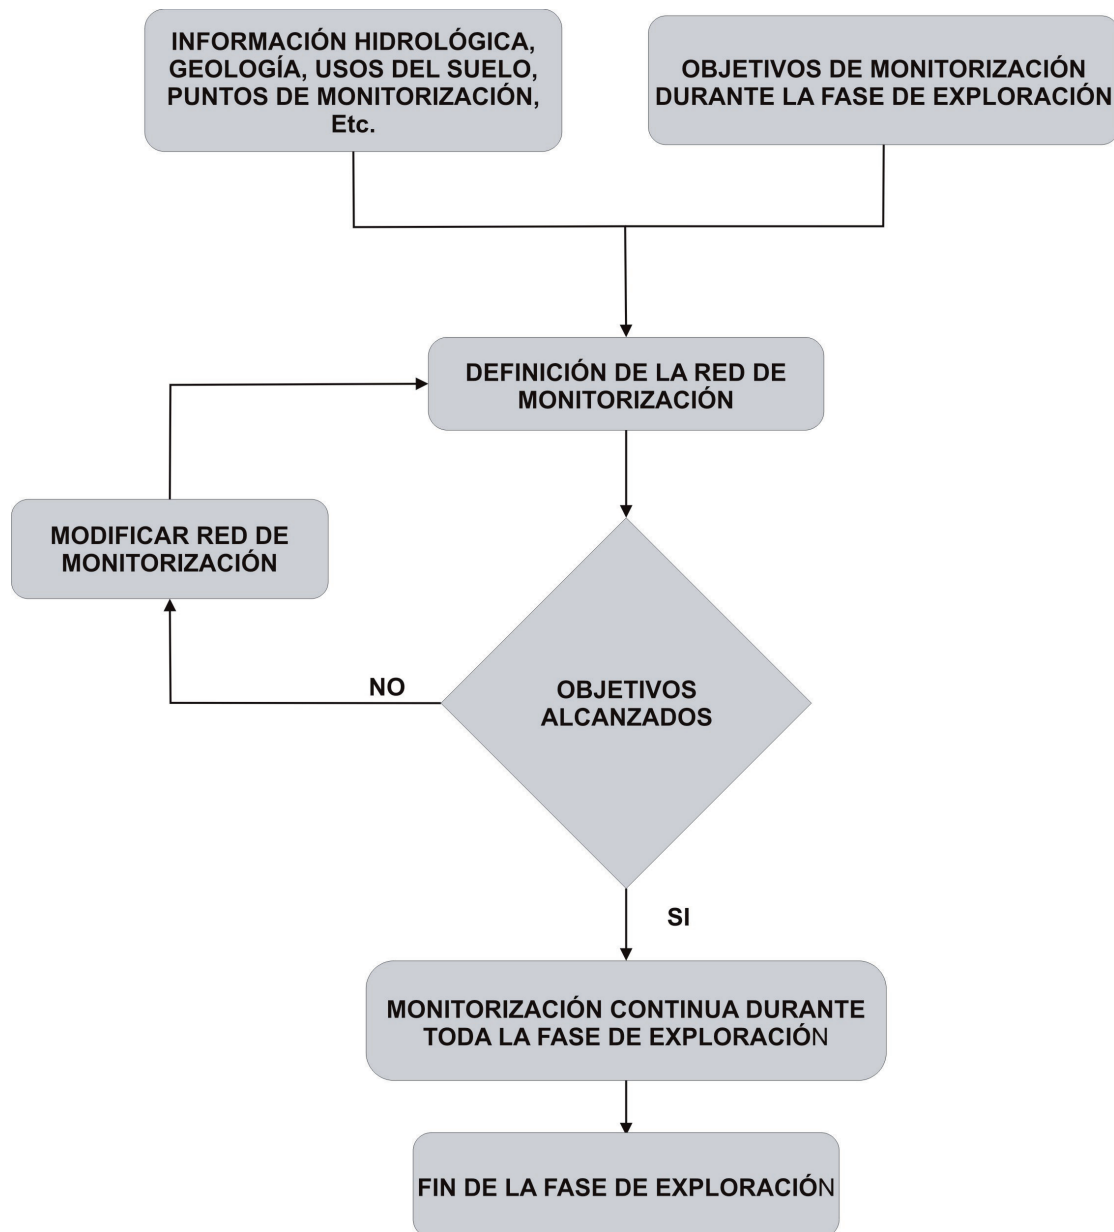 INFORMACIÓN HIDROLÓGICA,
GEOLOGÍA, USOS DEL SUELO,
PUNTOS DE MONITORIZACIÓN,
Etc.
OBJETIVOS DE MONITORIZACIÓN
DURANTE LA FASE DE EXPLORACIÓN
DEFINICIÓN DE LA RED DE
MONITORIZACIÓN
MODIFICAR RED DE
MONITORIZACIÓN
NO
OBJETIVOS
ALCANZADOS
SI
MONITORIZACIÓN CONTINUA DURANTE
TODA LA FASE DE EXPLORACIÓN
FIN DE LA FASE DE EXPLORACIÓN